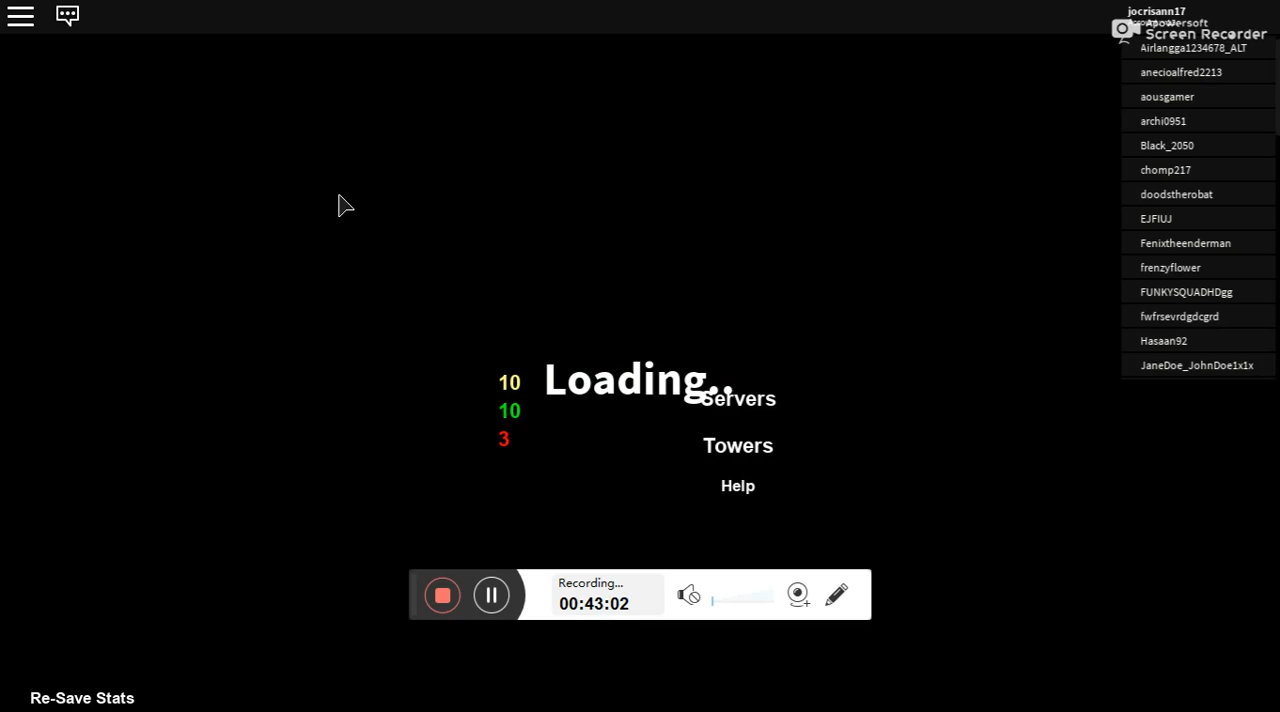 jocrisann17
Apowersoft
Screen Recorder
Airlangga1234678_ALT
anecioalfred2213
aousgamer
archi0951
Black_2050
chomp217
doodstherobat
EJFIUJ
Fenixtheenderman
frenzyflower
FUNKYSQUADHDgg
fwfrsevrdgdcgrd
Hasaan92
JaneDoe_JohnDoe1x1x
10
Loading..
Servers
10
3
Towers
Help
Recording...
00:43:02
Re-Save Stats